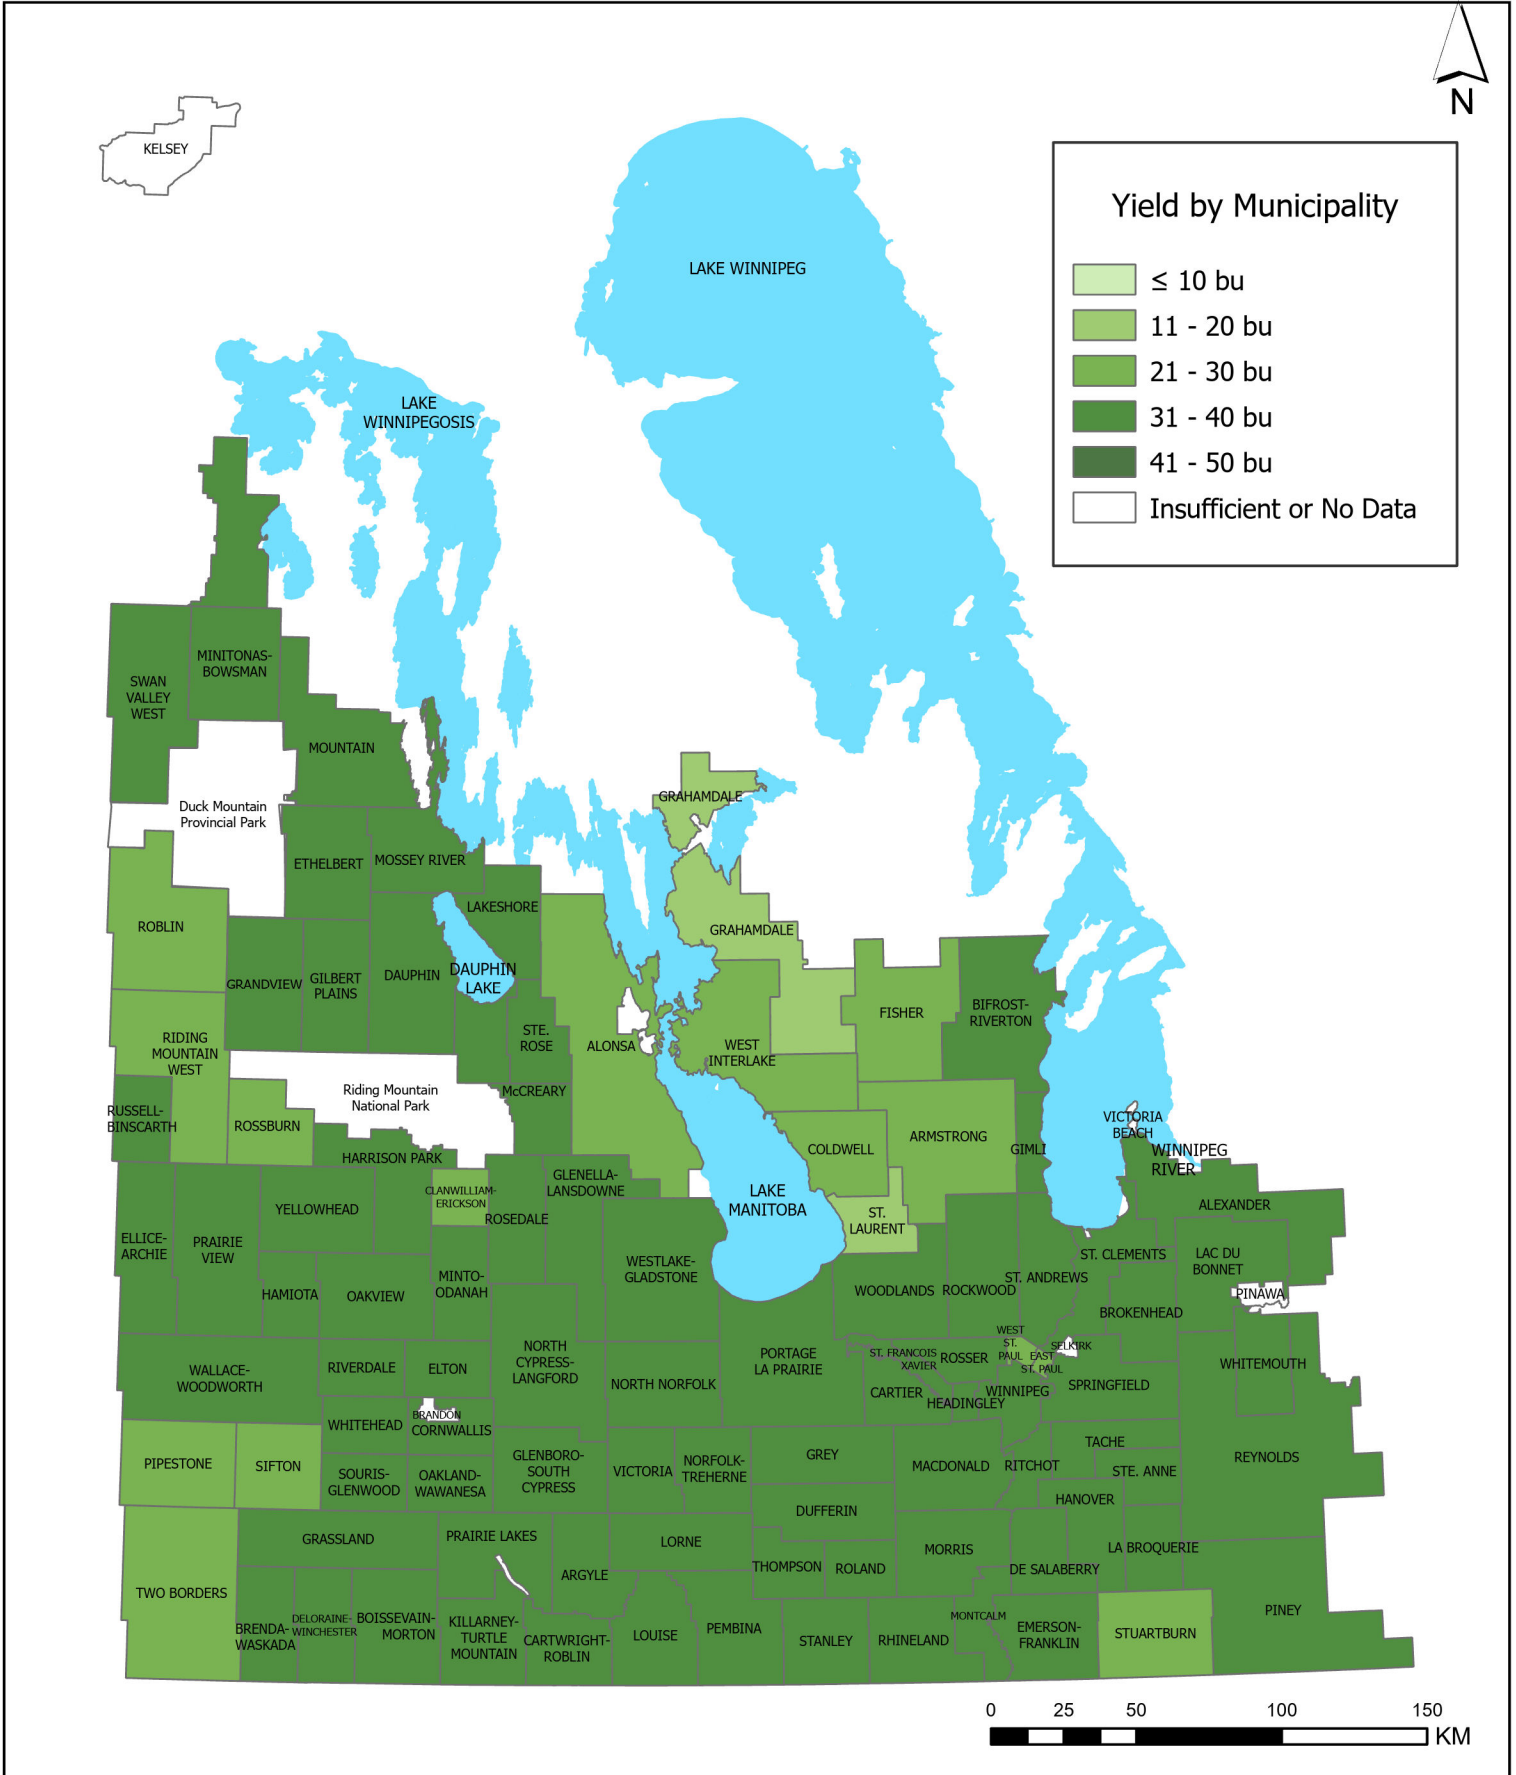 N
KELSEY
Yield by Municipality
≤ 10 bu
11 - 20 bu
21 - 30 bu
31 - 40 bu
41 - 50 bu
Insufficient or No Data
LAKE WINNIPEG
LAKE
WINNIPEGOSIS
MINITONAS-
BOWSMAN
SWAN
VALLEY
WEST
MOUNTAIN
Duck Mountain
Provincial Park
GRAHAMDALE
ETHELBERT
MOSSEY RIVER
LAKESHORE
ROBLIN
GRAHAMDALE
GRANDVIEW
GILBERT
PLAINS
DAUPHIN
DAUPHIN
LAKE
FISHER
BIFROST-
RIVERTON
RIDING
MOUNTAIN
WEST
STE.
ROSE
ALONSA
WEST
INTERLAKE
Riding Mountain
National Park
McCREARY
RUSSELL-
BINSCARTH
ROSSBURN
VICTORIA
BEACH
HARRISON PARK
COLDWELL
ARMSTRONG
GIMLI
WINNIPEG
RIVER
CLANWILLIAM-
ERICKSON
GLENELLA-
LANSDOWNE
LAKE
MANITOBA
ALEXANDER
YELLOWHEAD
ROSEDALE
ST.
LAURENT
ELLICE-
ARCHIE
PRAIRIE
VIEW
WESTLAKE-
GLADSTONE
ST. CLEMENTS
LAC DU
BONNET
HAMIOTA
OAKVIEW
MINTO-
ODANAH
WOODLANDS
ROCKWOOD
ST. ANDREWS
PINAWA
BROKENHEAD
WALLACE-
WOODWORTH
RIVERDALE
ELTON
NORTH
CYPRESS-
LANGFORD
NORTH NORFOLK
PORTAGE
LA PRAIRIE
ST. FRANCOIS
XAVIER
ROSSER
WEST
ST.
PAUL
EAST
ST. PAUL
SELKIRK
WHITEMOUTH
CARTIER
HEADINGLEY
WINNIPEG
SPRINGFIELD
WHITEHEAD
BRANDON
CORNWALLIS
PIPESTONE
SIFTON
SOURIS-
GLENWOOD
OAKLAND-
WAWANESA
GLENBORO-
SOUTH
CYPRESS
VICTORIA
NORFOLK-
TREHERNE
GREY
MACDONALD
RITCHOT
TACHE
STE. ANNE
REYNOLDS
DUFFERIN
HANOVER
GRASSLAND
PRAIRIE LAKES
LORNE
MORRIS
LA BROQUERIE
TWO BORDERS
ARGYLE
THOMPSON
ROLAND
DE SALABERRY
BRENDA-
WASKADA
DELORAINE-
WINCHESTER
BOISSEVAIN-
MORTON
KILLARNEY-
TURTLE
MOUNTAIN
CARTWRIGHT-
ROBLIN
LOUISE
PEMBINA
STANLEY
RHINELAND
MONTCALM
EMERSON-
FRANKLIN
STUARTBURN
PINEY
0 25 50 100 150
KM